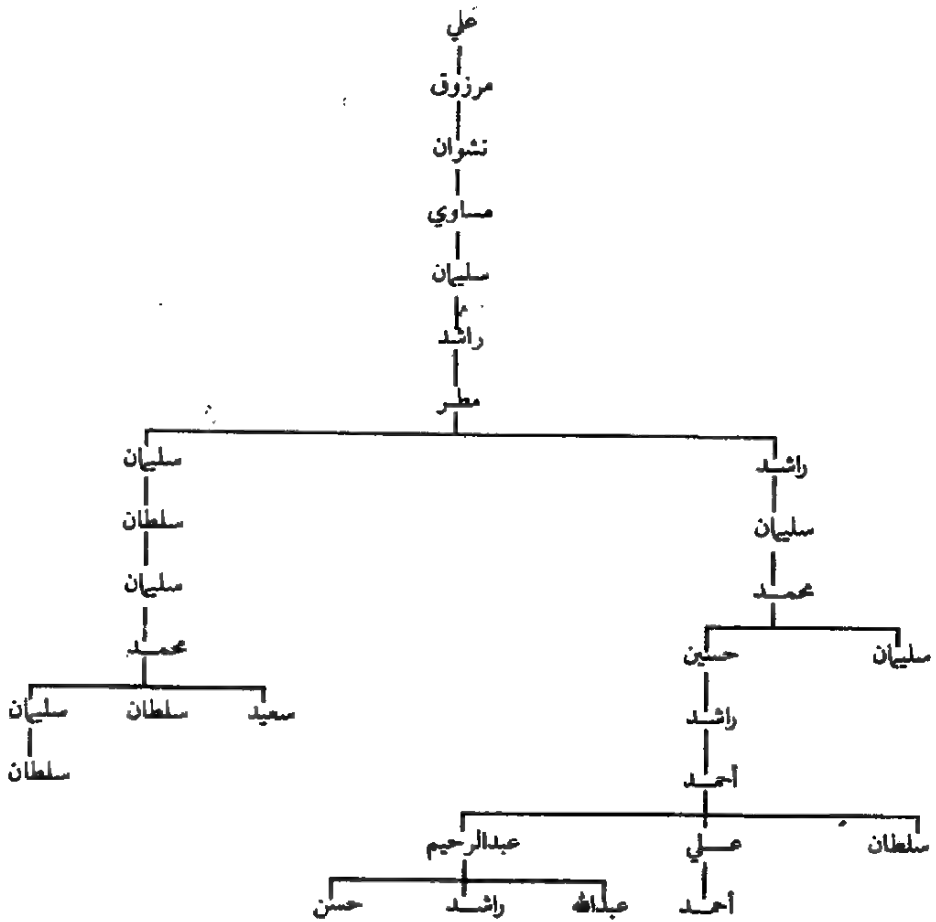 علي
مرزوق
نشوان
مساوي
سليمان
راشد
مطر
راشد سليمان
سليمان سلطان
محمد سليمان
سليمان حسين محمد
راشد سعيد سلطان سليمان
أحمد سلطان
سلطان علي عبدالرحيم
أحمد عبدالله راشد حسن